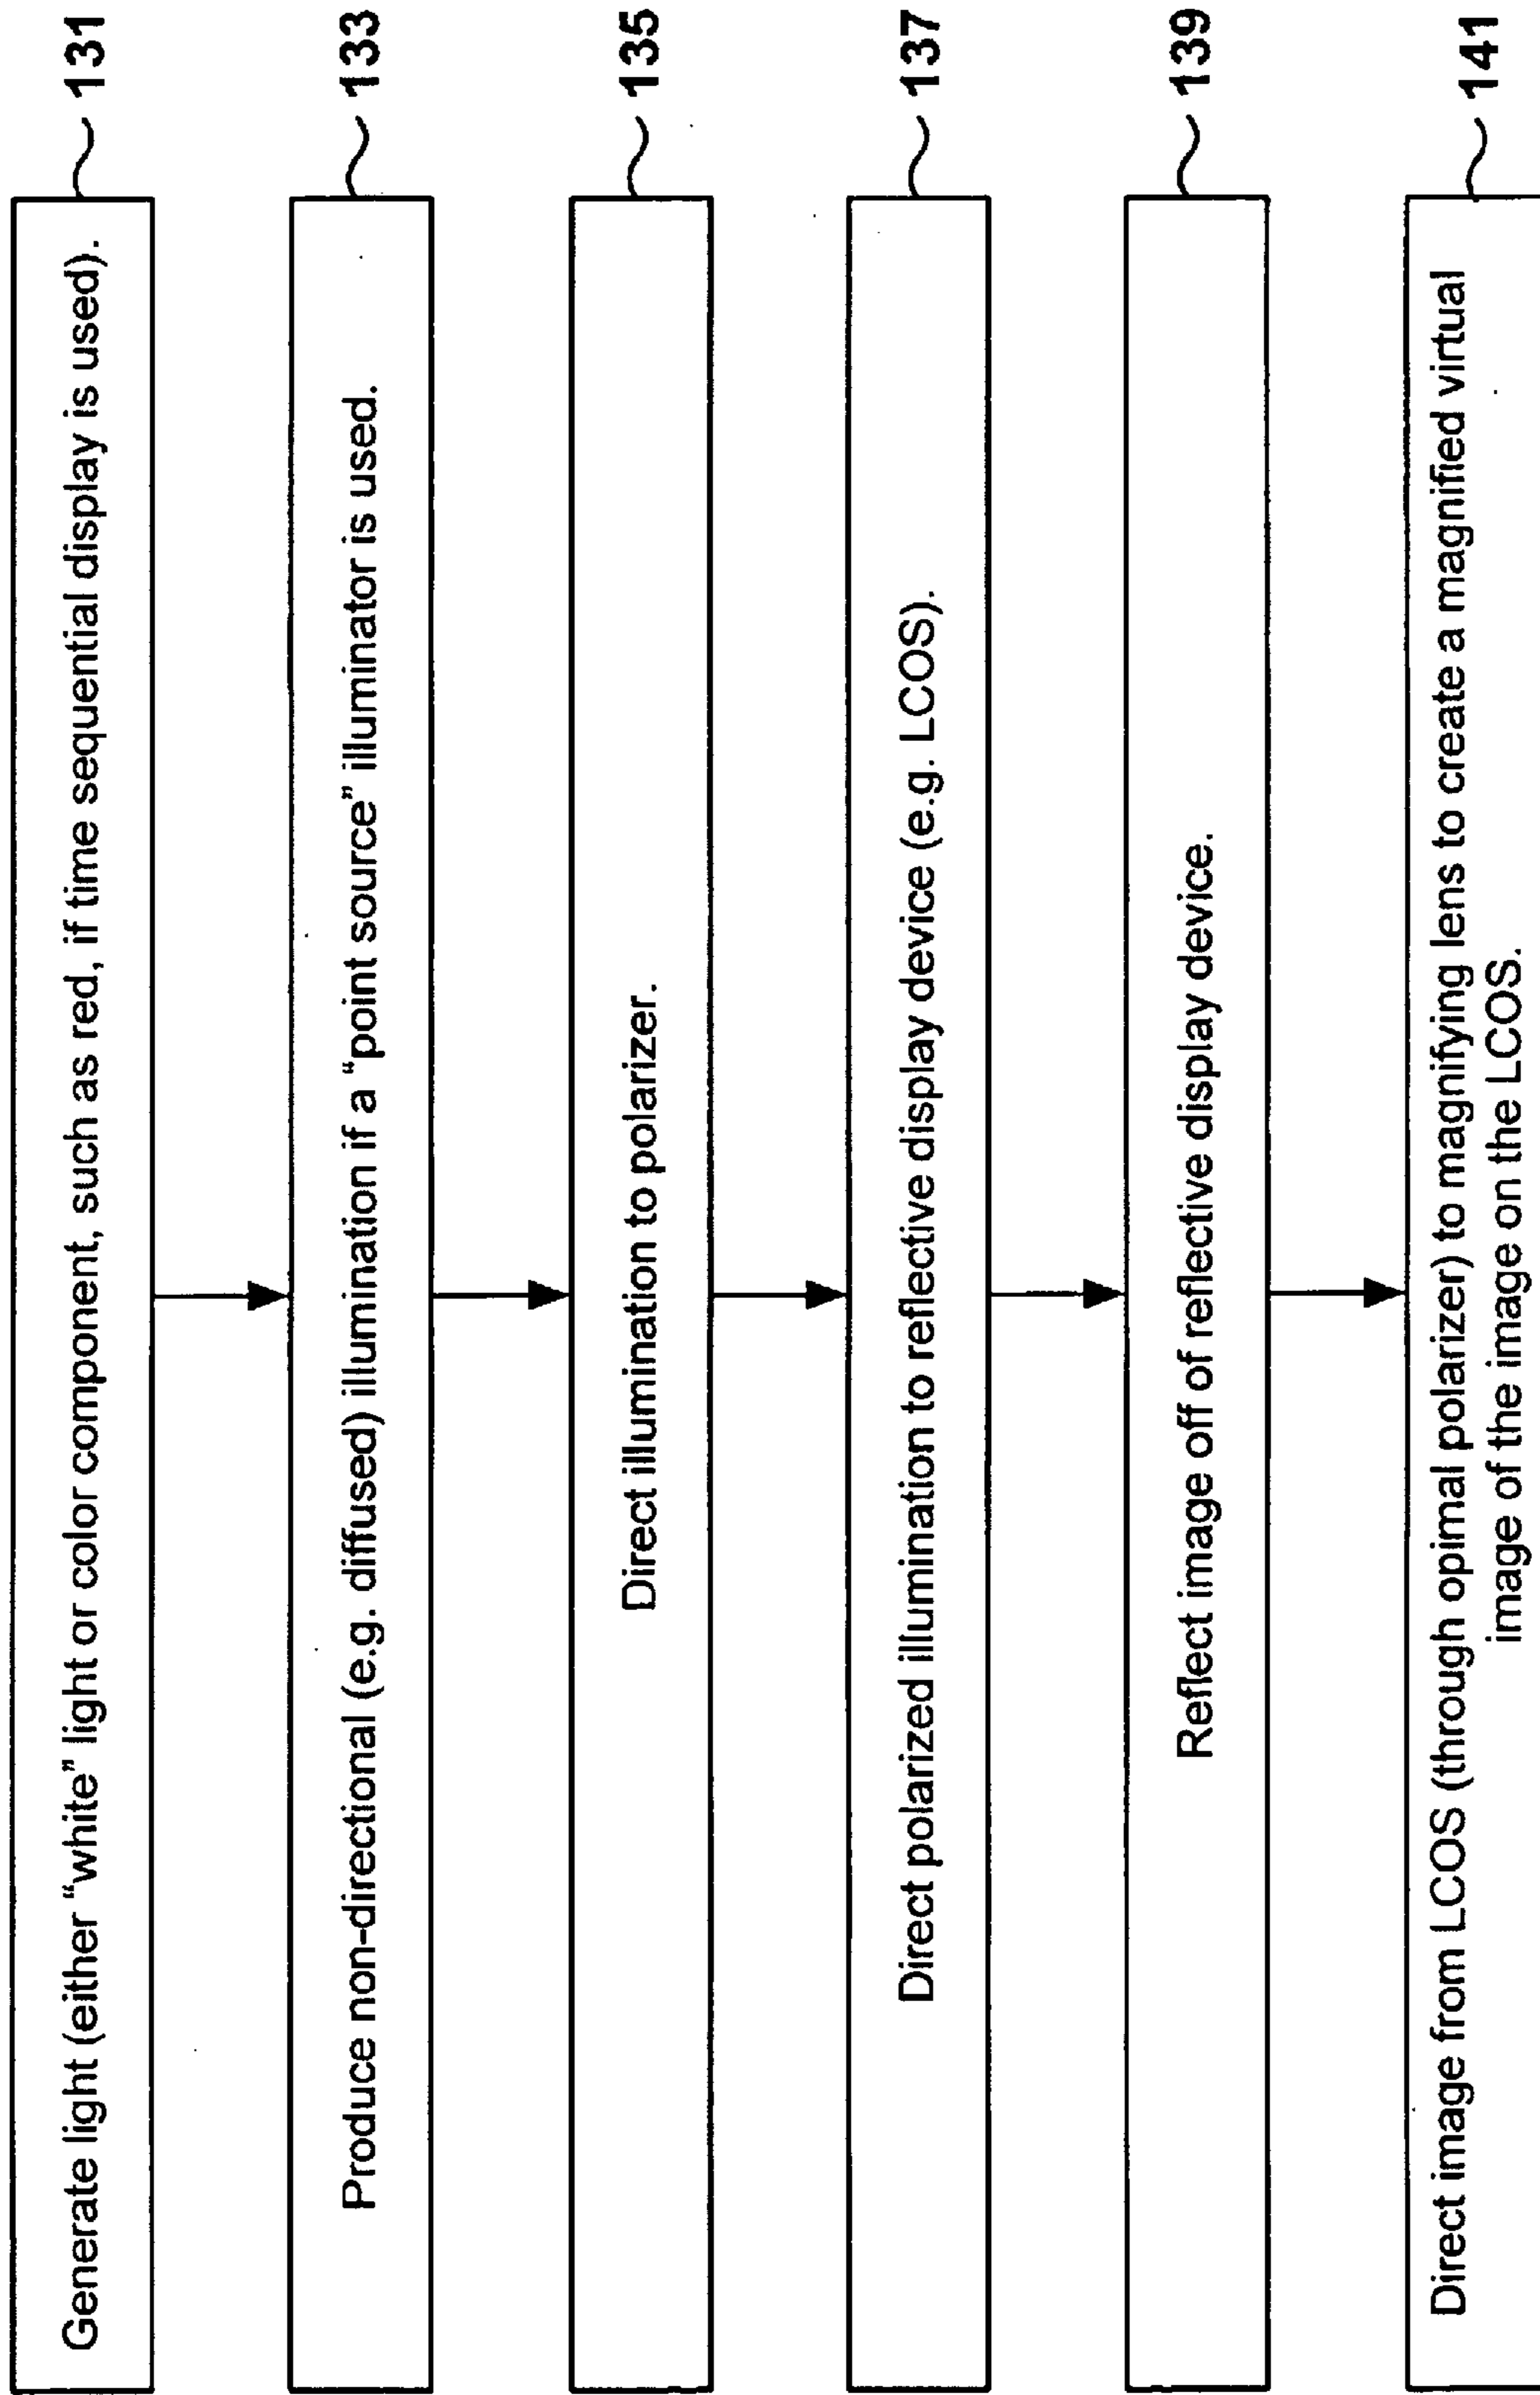 Generate light (either “white” light or color component, such as red, if time sequential display is used).
131
Produce non-directional (e.g. diffused) illumination if a “point source” illuminator is used.
133
Direct illumination to polarizer.
135
Direct polarized illumination to reflective display device (e.g. LCOS).
137
Reflect image off of reflective display device.
139
Direct image from LCOS (through opimal polarizer) to magnifying lens to create a magnified virtual
image of the image on the LCOS.
141